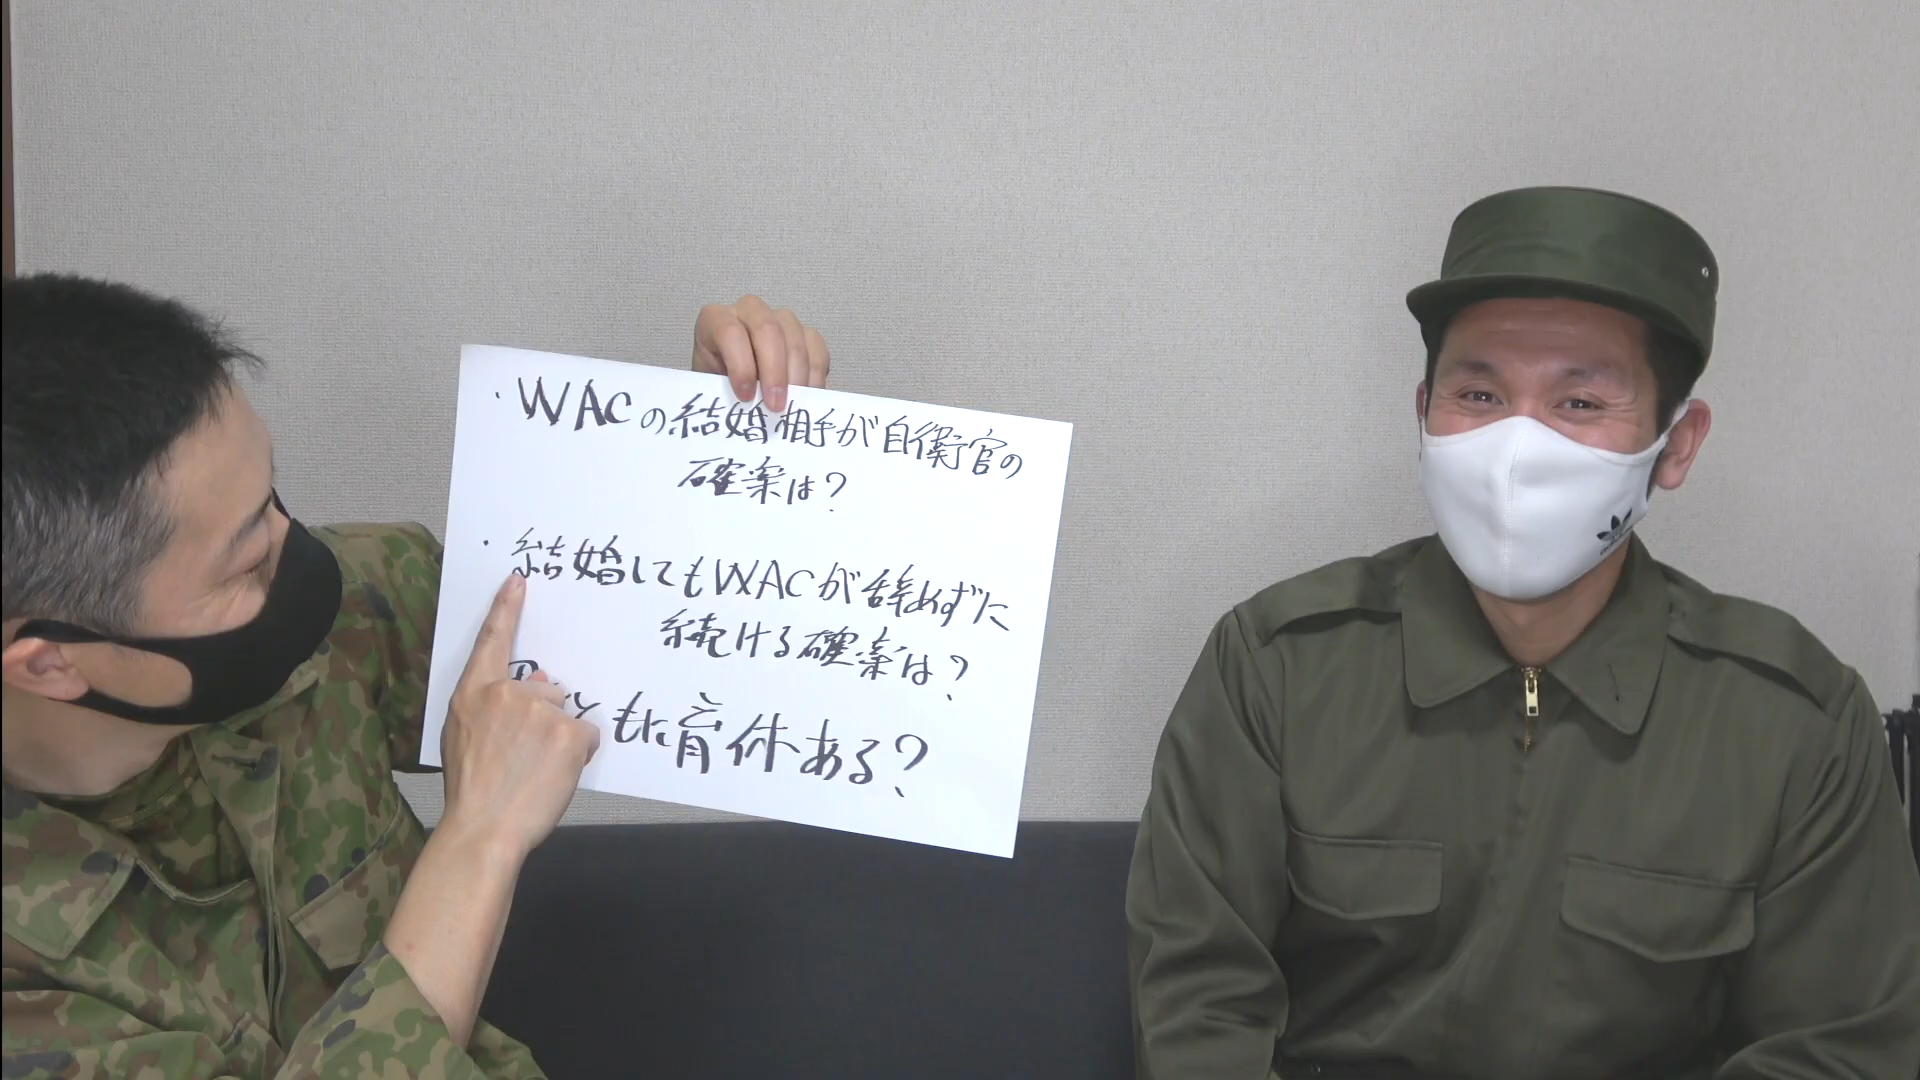 ・WACの結婚相手が自衛官の
確率は?
・結婚しても WACが辞めずに
続ける確率は?
ともに育休ある?